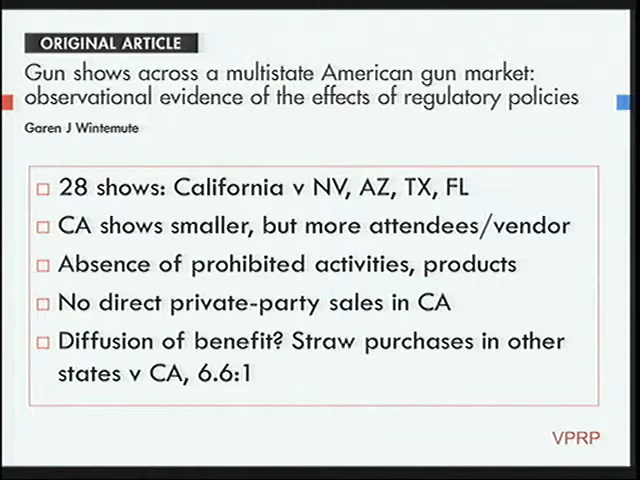 ORIGINAL ARTICLE
Gun shows across a multistate American gun market:
observational evidence of the effects of regulatory policies
Garen J Wintemute
28 shows: California v NV, AZ, TX, FL
CA shows smaller, but more attendees/vendor
Absence of prohibited activities, products
No direct private-party sales in CA
Diffusion of benefit? Straw purchases in other
states v CA, 6.6:1
VPRP